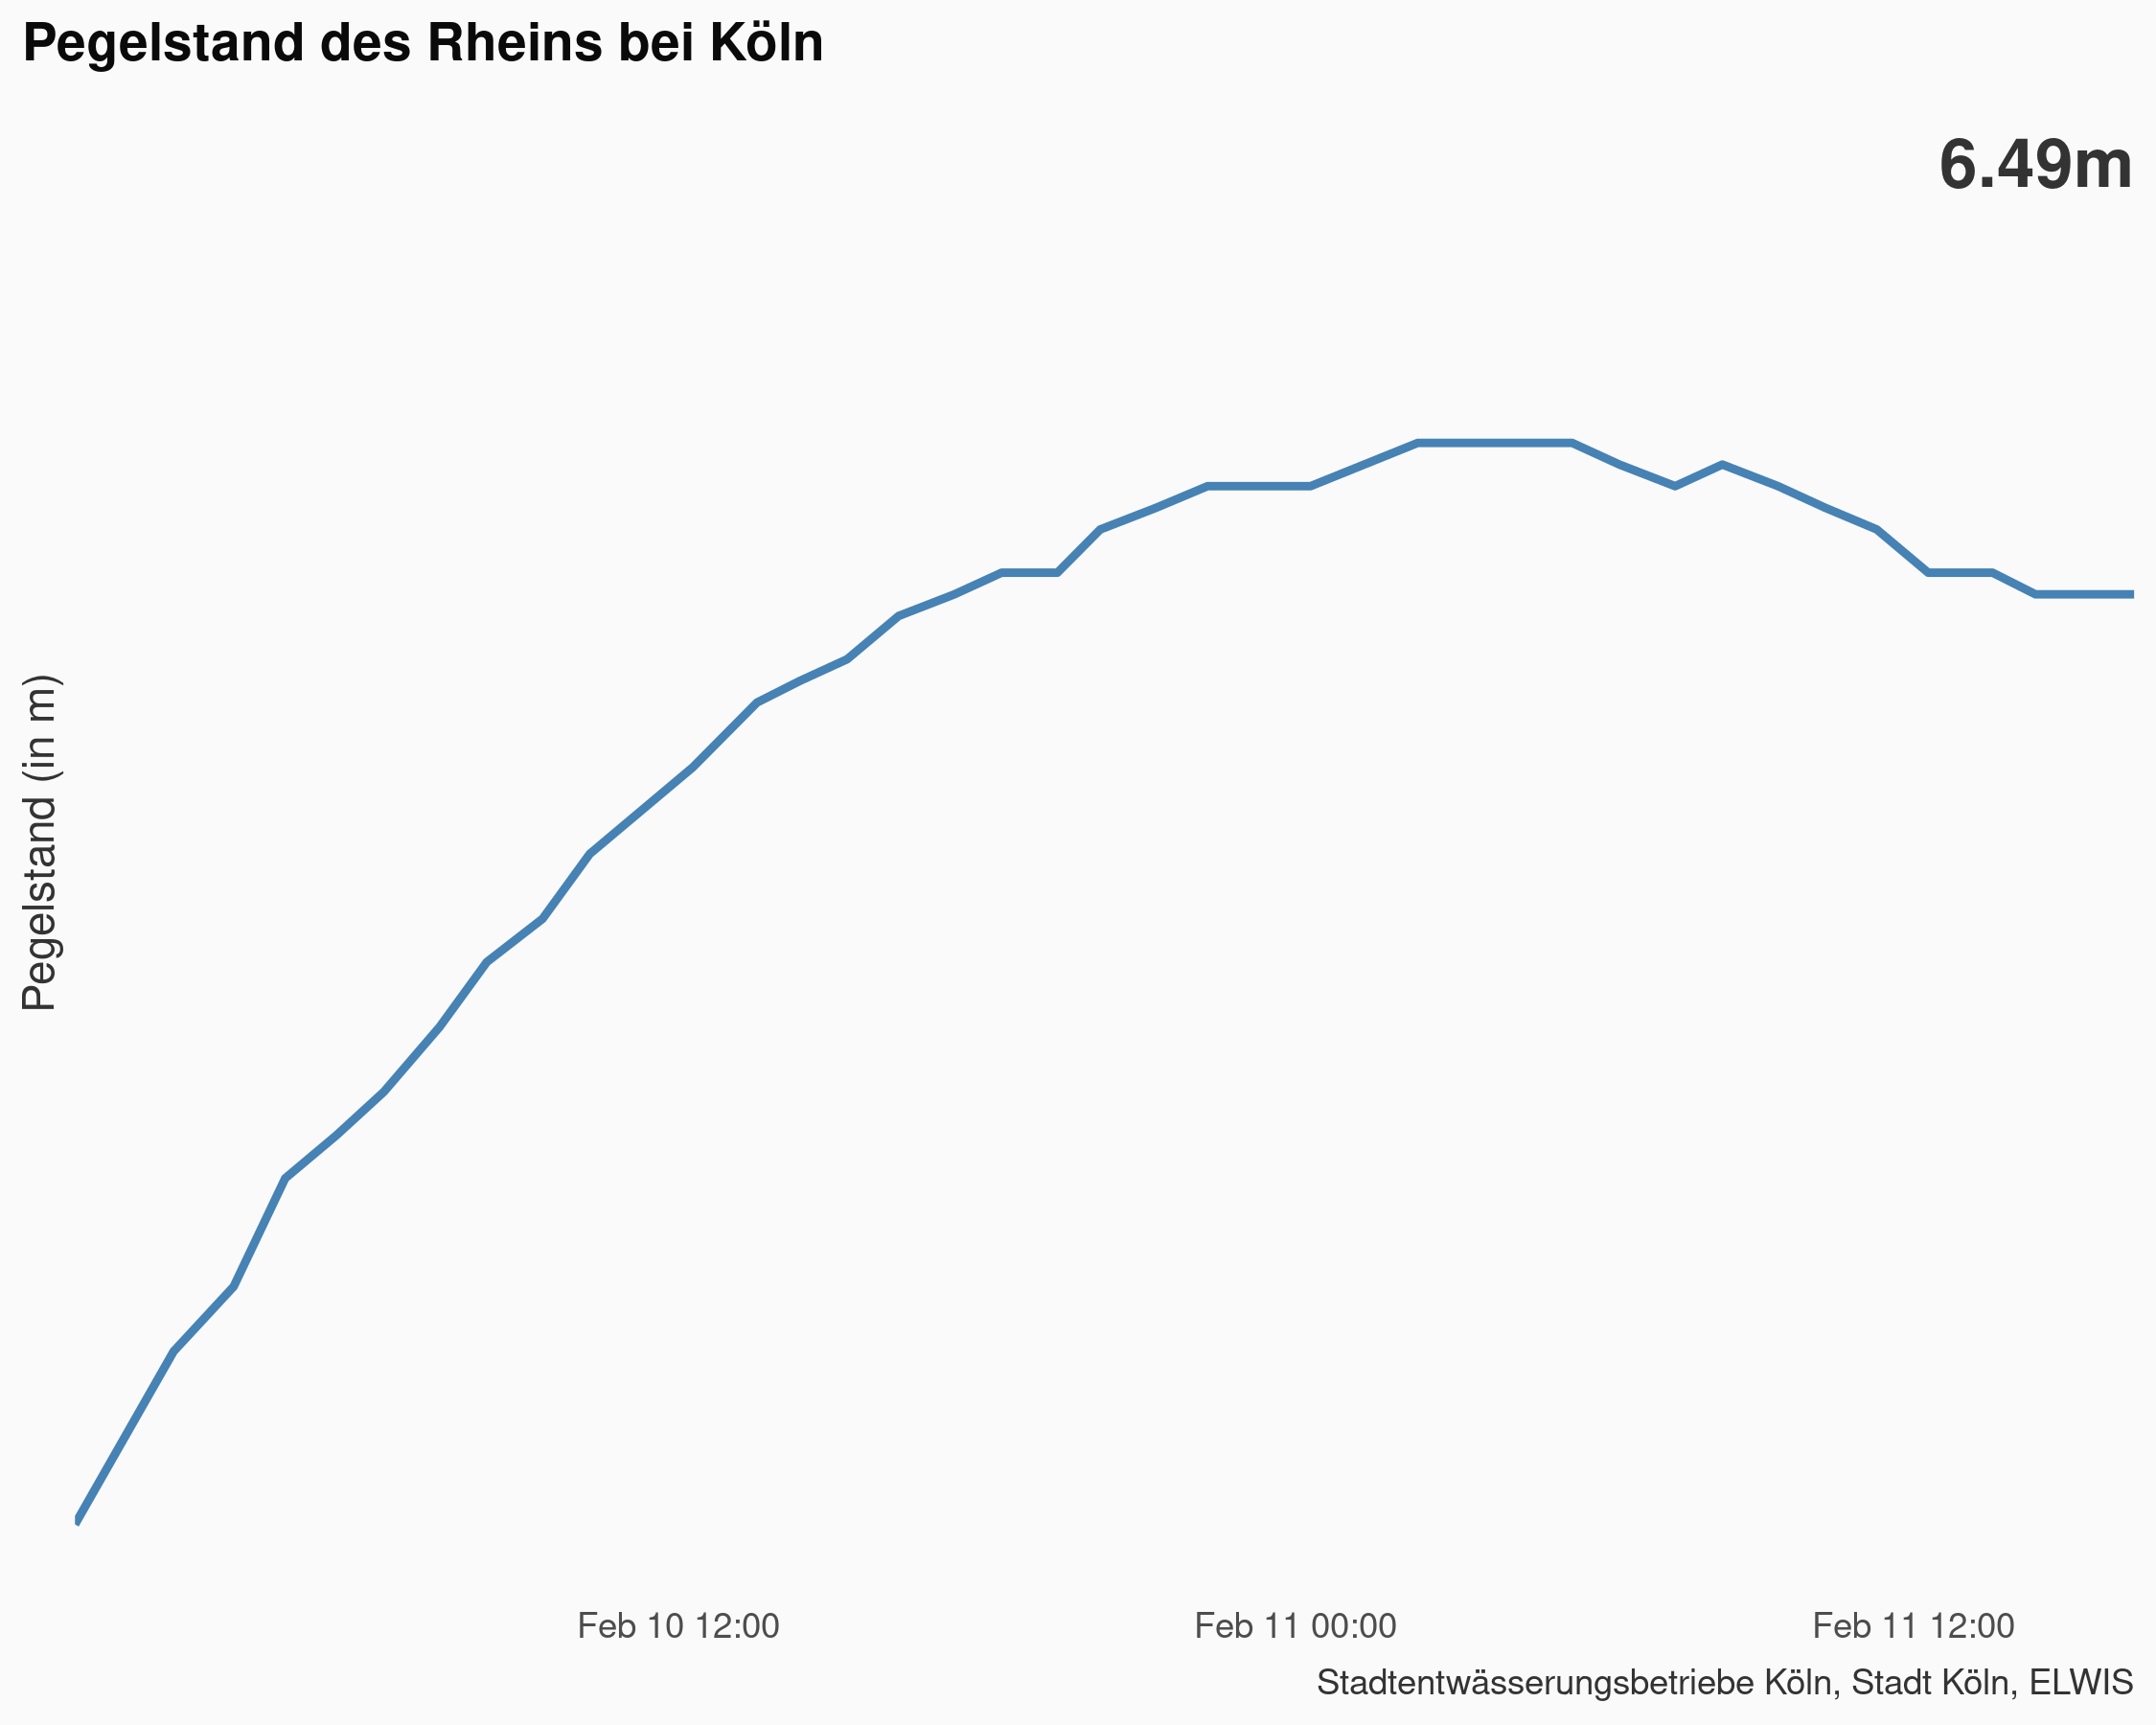 Pegelstand des Rheins bei Köln
6.49m
Pegelstand (in m)
Feb 10 12:00
Feb 11 00:00
Feb 11 12:00
Stadtentwässerungsbetriebe Köln, Stadt Köln, ELWIS